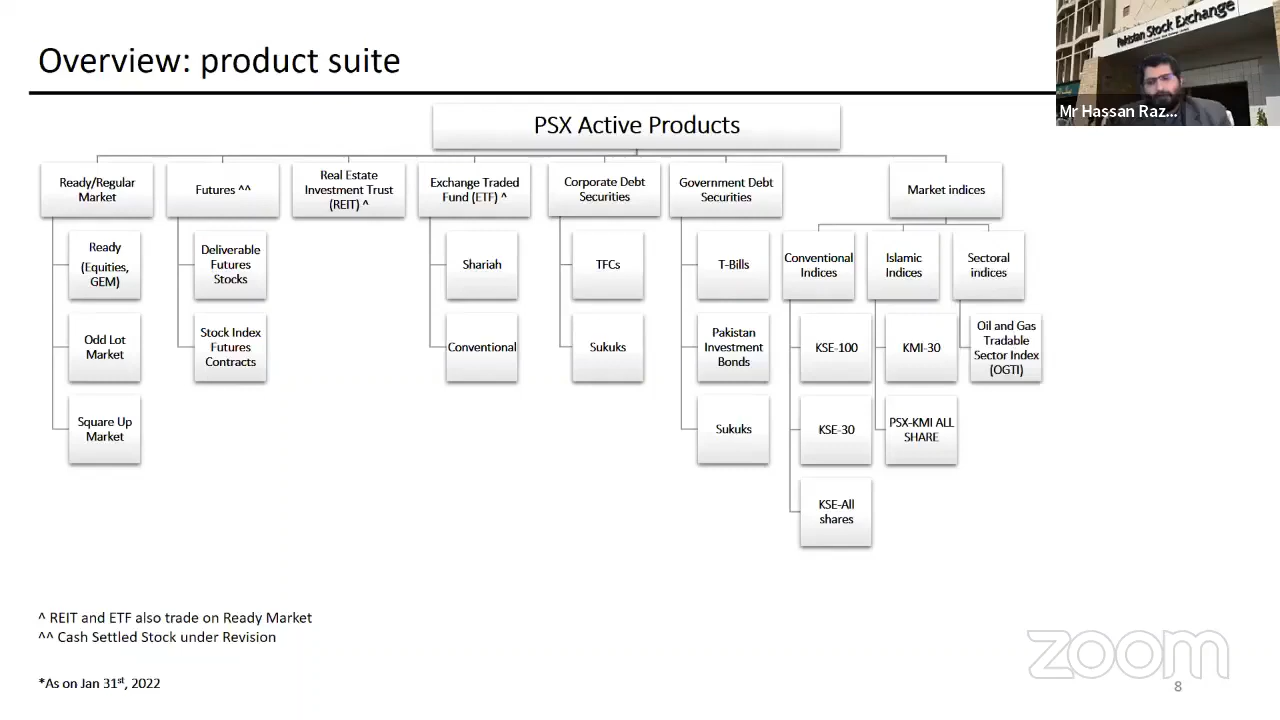 Overview: product suite
Pakistan Stock Exchange
Mr Hassan Raz...
PSX Active Products
Ready/Regular
Market
Ready
(Equities,
GEM)
Odd Lot
Market
Square Up
Market
Futures ^^
Deliverable
Futures
Stocks
Stock Index
Futures
Contracts
Real Estate
Investment Trust
(REIT) ^
Exchange Traded
Fund (ETF) ^
Shariah
Conventional
Corporate Debt
Securities
TFCs
Sukuks
Government Debt
Securities
T-Bills
Pakistan
Investment
Bonds
Sukuks
Market indices
Conventional
Indices
KSE-100
KSE-30
KSE-All
shares
Islamic
Indices
KMI-30
PSX-KMI ALL
SHARE
Sectoral
indices
Oil and Gas
Tradable
Sector Index
(OGTI)
^ REIT and ETF also trade on Ready Market
^^ Cash Settled Stock under Revision
*As on Jan 31st, 2022
zoom
8